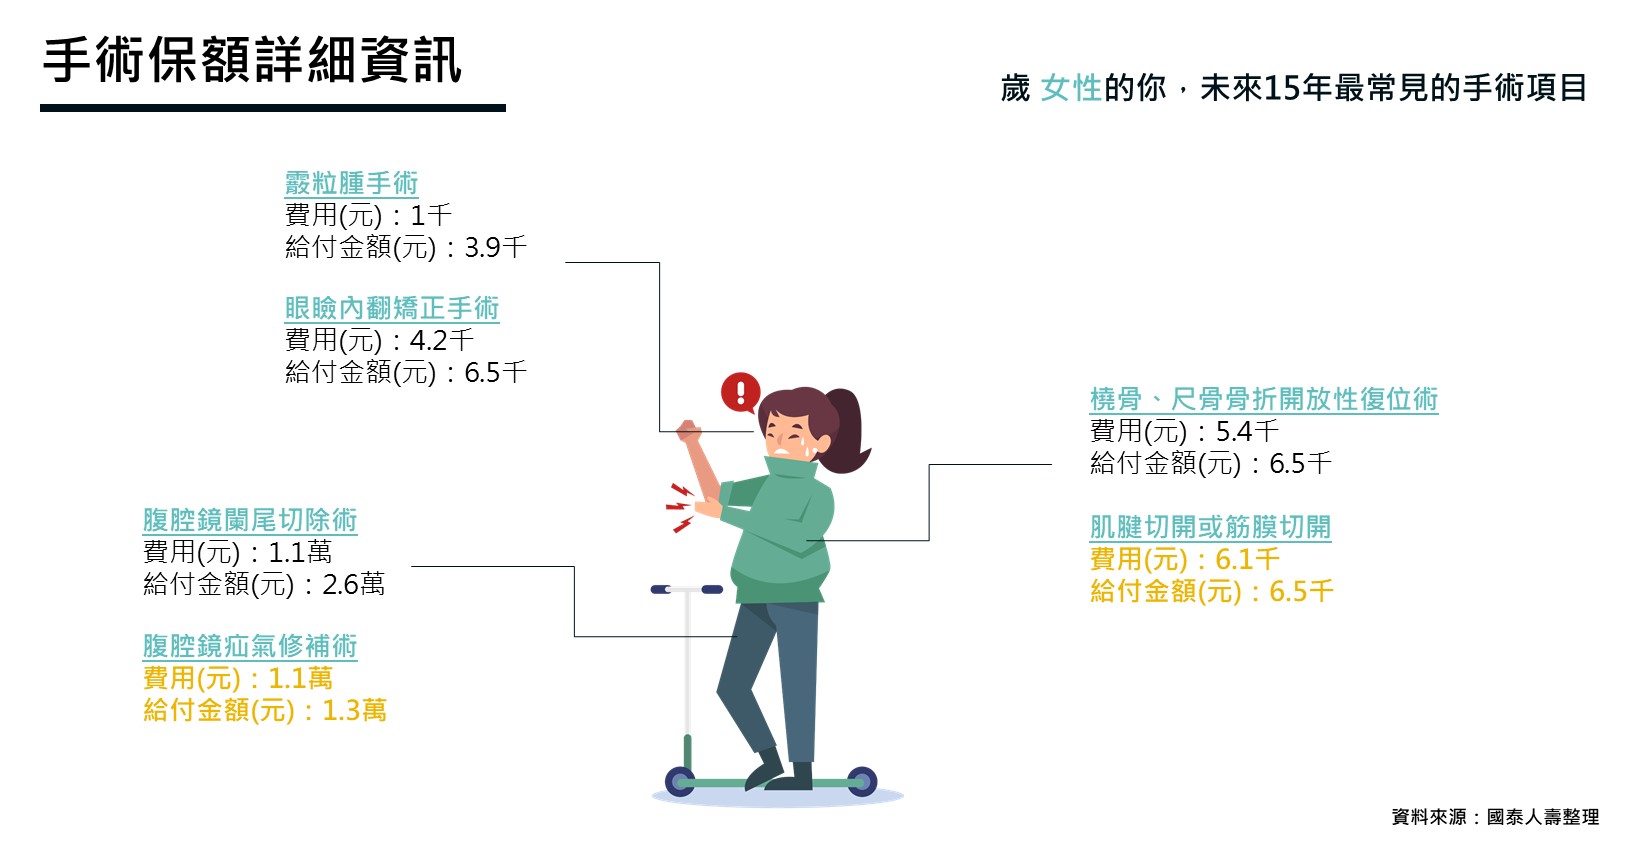 手術保額詳細資訊
歲 女性的你，未來15年最常見的手術項目
霰粒腫手術
費用(元)：1千
給付金額(元)：3.9千
眼瞼內翻矯正手術
費用(元)：4.2千
給付金額(元)：6.5千
橈骨、尺骨骨折開放性復位術
費用(元)：5.4千
給付金額(元)：6.5千
肌腱切開或筋膜切開
費用(元)：6.1千
給付金額(元)：6.5千
腹腔鏡闌尾切除術
費用(元)：1.1萬
給付金額(元)：2.6萬
腹腔鏡疝氣修補術
費用(元)：1.1萬
給付金額(元)：1.3萬
資料來源：國泰人壽整理